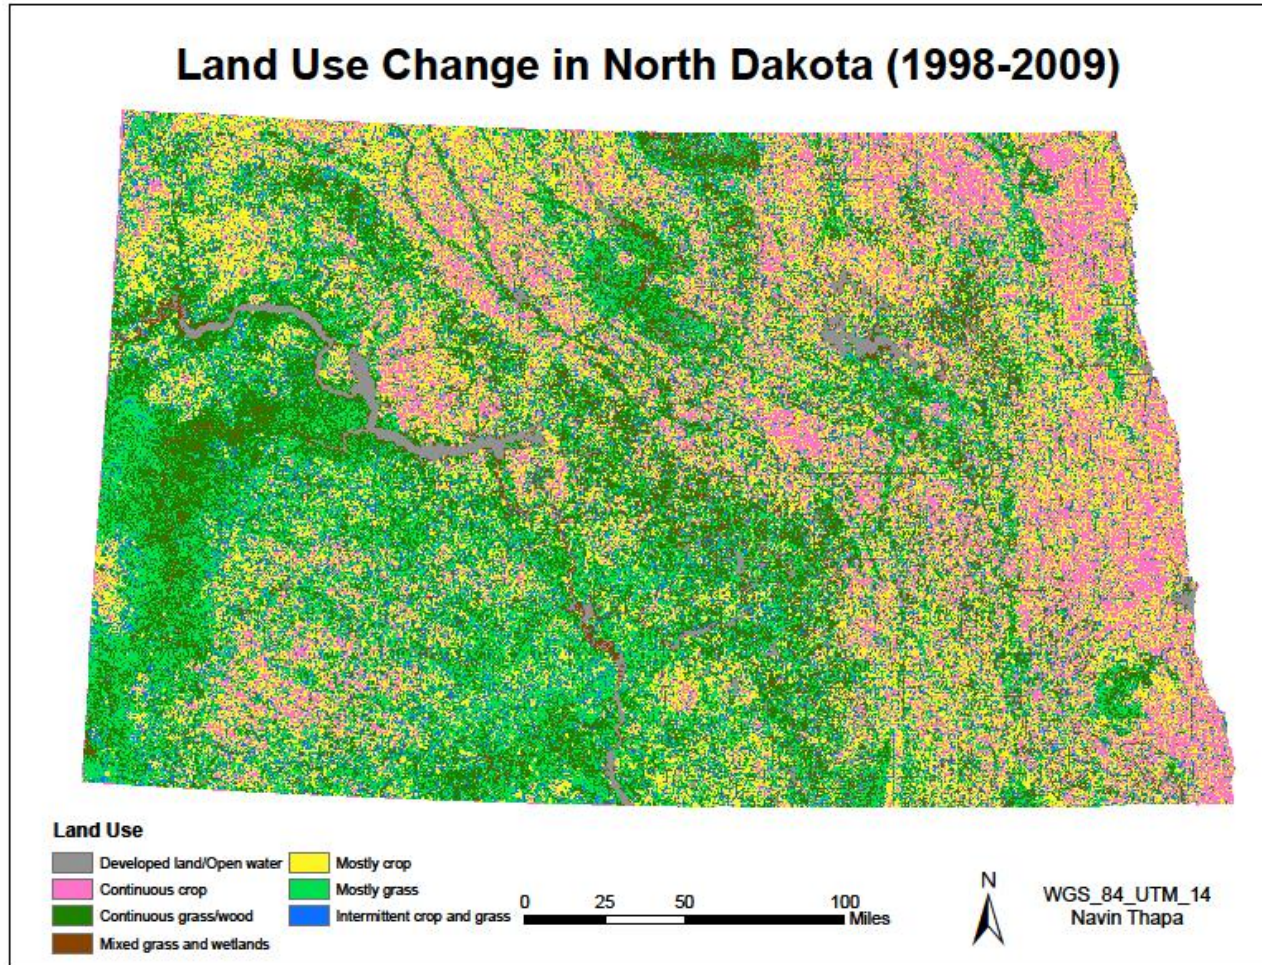 Land Use Change in North Dakota (1998-2009)
Land Use
Developed land/Open water
Continuous crop
Continuous grass/wood
Mixed grass and wetlands
Mostly crop
Mostly grass
Intermittent crop and grass
0 25 50 100
Miles
N
WGS_84_UTM_14
Navin Thapa